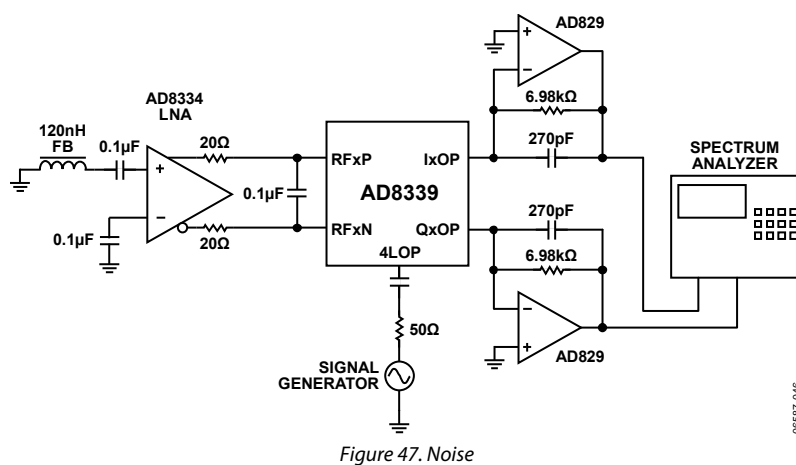 AD829
AD8334
LNA
6.98kΩ
120nH
FB
0.1µF
20Ω
270pF
SPECTRUM
ANALYZER
RFxP
IxOP
0.1µF
AD8339
270pF
RFxN
QxOP
0.1µF
20Ω
4LOP
6.98kΩ
50Ω
AD829
SIGNAL
GENERATOR
Figure 47. Noise